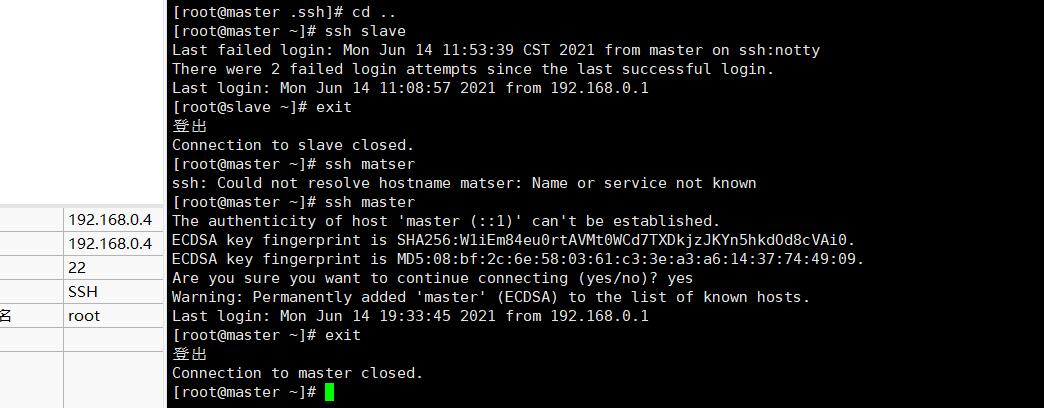 [root@master .ssh]# cd ..
[root@master ~]# ssh slave
Last failed login: Mon Jun 14 11:53:39 CST 2021 from master on ssh:notty
There were 2 failed login attempts since the last successful login.
Last login: Mon Jun 14 11:08:57 2021 from 192.168.0.1
[root@slave ~]# exit
登出
Connection to slave closed.
[root@master ~]# ssh matser
ssh: Could not resolve hostname matser: Name or service not known
[root@master ~]# ssh master
The authenticity of host 'master (::1)' can't be established.
ECDSA key fingerprint is SHA256:W1iEm84eu0rtAVMt0WCd7TXDkjzJKYn5hkdOd8cVAi0.
ECDSA key fingerprint is MD5:08:bf:2c:6e:58:03:61:c3:3e:a3:a6:14:37:74:49:09.
Are you sure you want to continue connecting (yes/no)? yes
Warning: Permanently added 'master' (ECDSA) to the list of known hosts.
Last login: Mon Jun 14 19:33:45 2021 from 192.168.0.1
[root@master ~]# exit
登出
Connection to master closed.
[root@master ~]#
192.168.0.4
192.168.0.4
22
SSH
名 root